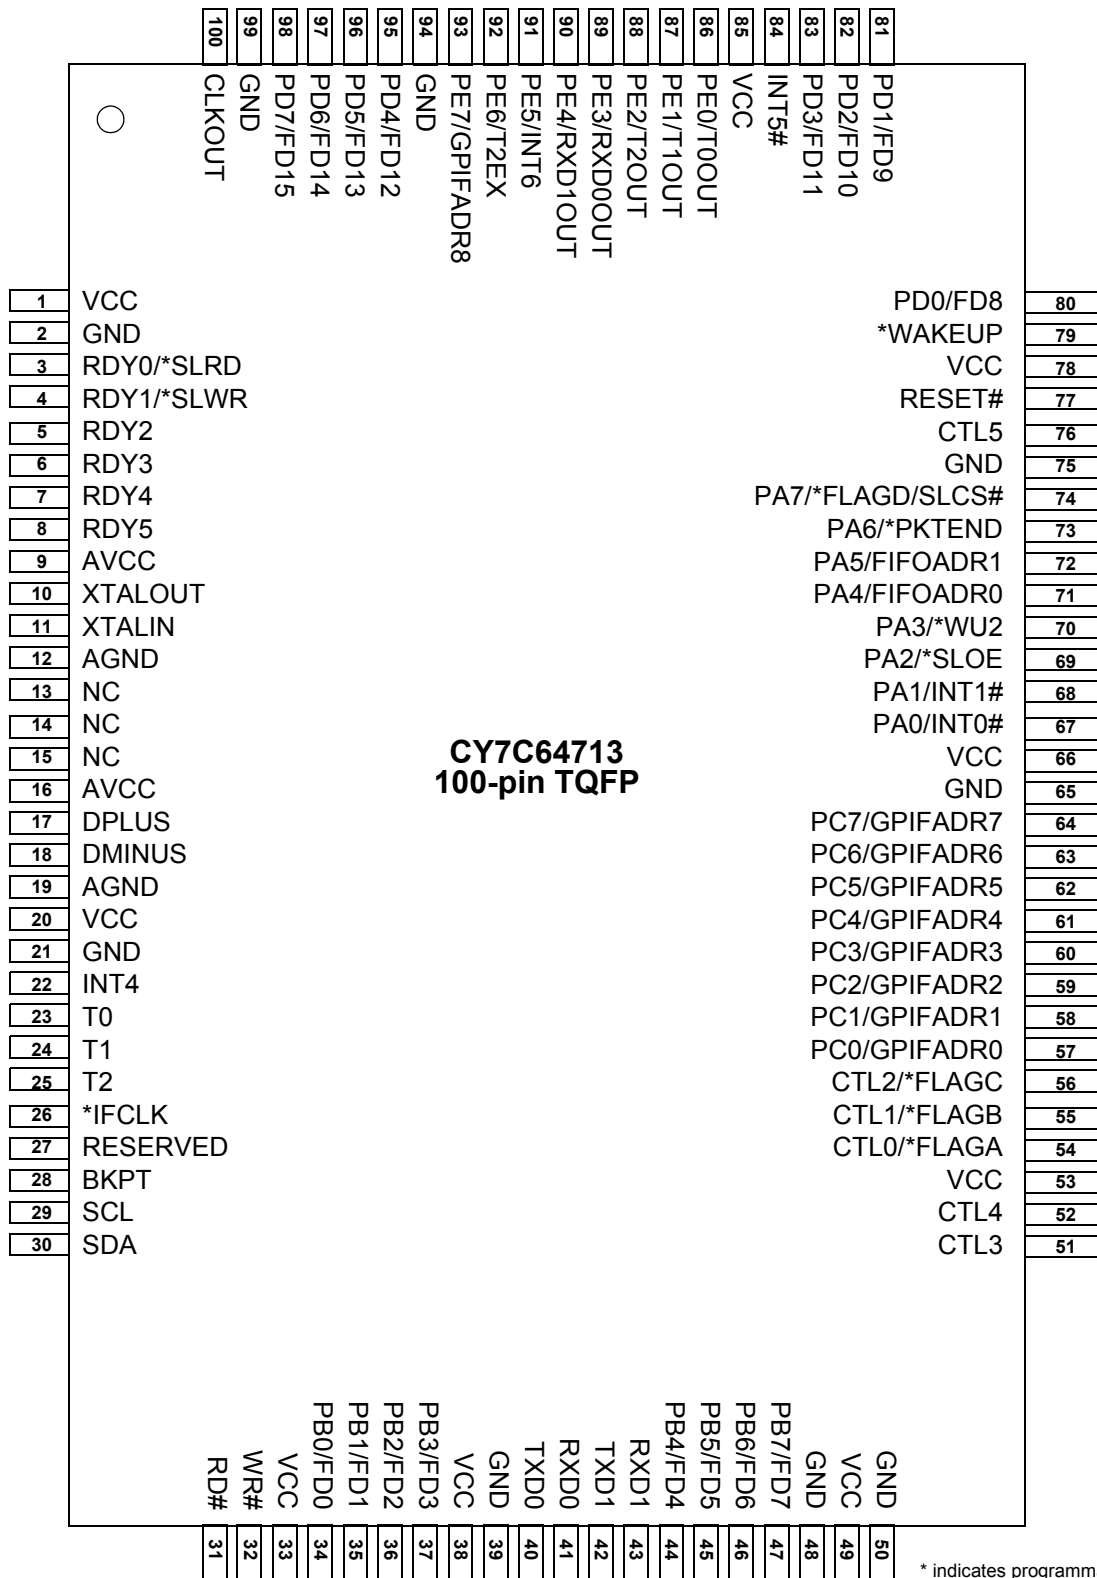 100 99 98 97 96 95 94 93 92 91 90 89 88 87 86 85 84 83 82 81
CLKOUT
GND
PD7/FD15
PD6/FD14
PD5/FD13
PD4/FD12
GND
PE7/GPIFADR8
PE6/T2EX
PE5/INT6
PE4/RXD1OUT
PE3/RXD0OUT
PE2/T2OUT
PE1/T1OUT
PE0/T0OUT
VCC
INT5#
PD3/FD11
PD2/FD10
PD1/FD9
1 VCC
2 GND
3 RDY0/*SLRD
4 RDY1/*SLWR
5 RDY2
6 RDY3
7 RDY4
8 RDY5
9 AVCC
10 XTALOUT
11 XTALIN
12 AGND
13 NC
14 NC
15 NC
16 AVCC
17 DPLUS
18 DMINUS
19 AGND
20 VCC
21 GND
22 INT4
23 T0
24 T1
25 T2
26 *IFCLK
27 RESERVED
28 BKPT
29 SCL
30 SDA
CY7C64713
100-pin TQFP
PD0/FD8 80
*WAKEUP 79
VCC 78
RESET# 77
CTL5 76
GND 75
PA7/*FLAGD/SLCS# 74
PA6/*PKTEND 73
PA5/FIFOADR1 72
PA4/FIFOADR0 71
PA3/*WU2 70
PA2/*SLOE 69
PA1/INT1# 68
PA0/INT0# 67
VCC 66
GND 65
PC7/GPIFADR7 64
PC6/GPIFADR6 63
PC5/GPIFADR5 62
PC4/GPIFADR4 61
PC3/GPIFADR3 60
PC2/GPIFADR2 59
PC1/GPIFADR1 58
PC0/GPIFADR0 57
CTL2/*FLAGC 56
CTL1/*FLAGB 55
CTL0/*FLAGA 54
VCC 53
CTL4 52
CTL3 51
RD#
WR#
VCC
PB0/FD0
PB1/FD1
PB2/FD2
PB3/FD3
VCC
GND
TXD0
RXD0
TXD1
RXD1
PB4/FD4
PB5/FD5
PB6/FD6
PB7/FD7
GND
VCC
GND
31 32 33 34 35 36 37 38 39 40 41 42 43 44 45 46 47 48 49 50
* indicates